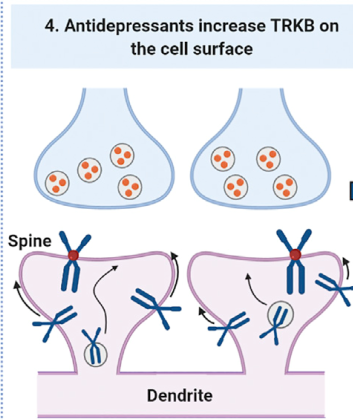 4. Antidepressants increase TRKB on
the cell surface
Spine
Dendrite